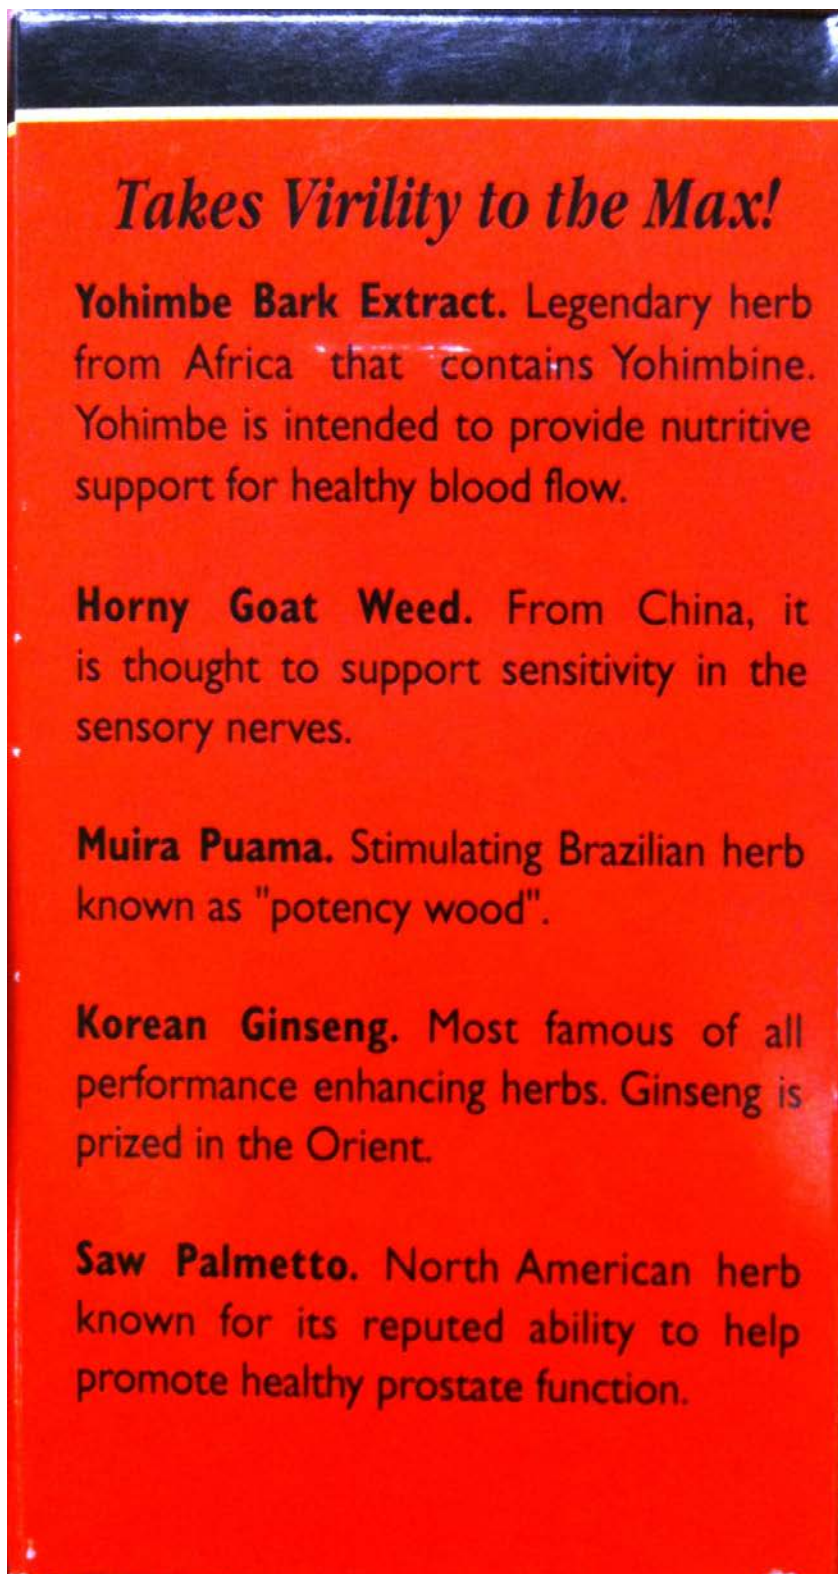 Takes Virility to the Max!
Yohimbe Bark Extract. Legendary herb
from Africa that contains Yohimbine.
Yohimbe is intended to provide nutritive
support for healthy blood flow.
Horny Goat Weed. From China, it
is thought to support sensitivity in the
sensory nerves.
Muira Puama. Stimulating Brazilian herb
known as "potency wood".
Korean Ginseng. Most famous of all
performance enhancing herbs. Ginseng is
prized in the Orient.
Saw Palmetto. North American herb
known for its reputed ability to help
promote healthy prostate function.